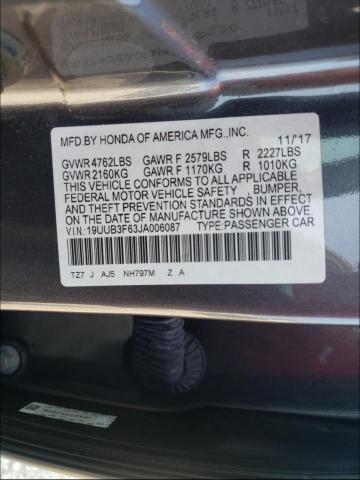 MFD.BY HONDA OF AMERICA MFG.,INC. 11/'17
GVWR 4762LBS GAWR F 2579LBS R 2227LBS
GVWR 2160KG GAWR F 1170KG R 1010KG
THIS VEHICLE CONFORMS TO ALL APPLICABLE
FEDERAL MOTOR VEHICLE SAFETY, BUMPER,
AND THEFT PREVENTION STANDARDS IN EFFECT
ON THE DATE OF MANUFACTURE SHOWN ABOVE.
V.I.N.:19UUB3F63JA006087 TYPE:PASSENGER CAR
TZ7 J AJ5 NH797M Z A